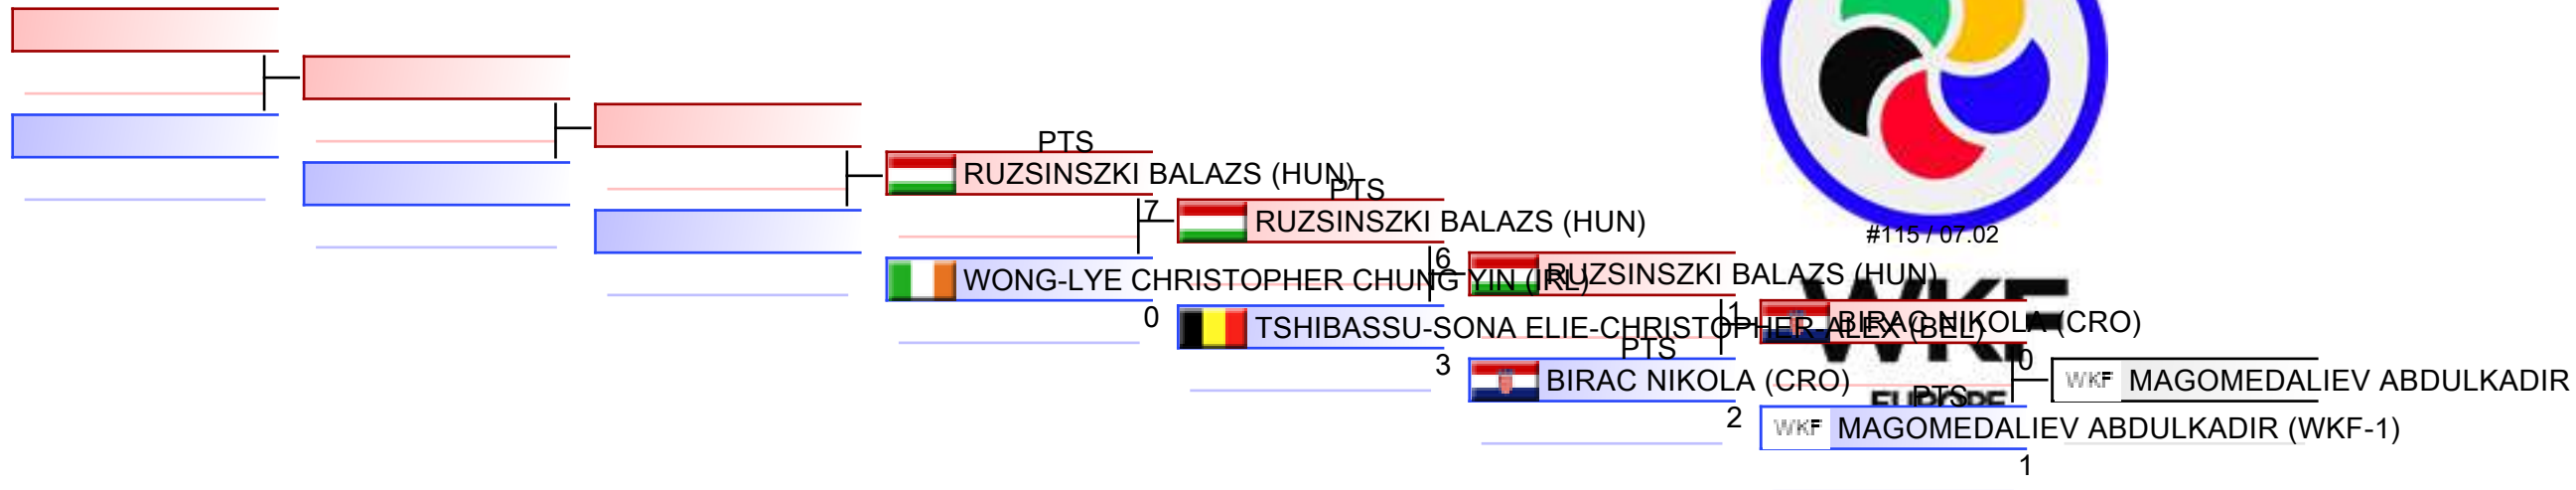 PTS
RUZSINSZKI BALAZS (HUN)
7
WONG-LYE CHRISTOPHER CHUNG YIN (IRL)
0
PTS
RUZSINSZKI BALAZS (HUN)
6
TSHIBASSU-SONA ELIE-CHRISTOPHER-ALEX (BEL)
3
RUZSINSZKI BALAZS (HUN)
1
PTS
BIRAC NIKOLA (CRO)
2
#115 / 07.02
WKF
EUROPE
BIRAC NIKOLA (CRO)
0
PTS
WKF MAGOMEDALIEV ABDULKADIR (WKF-1)
1
WKF MAGOMEDALIEV ABDULKADIR